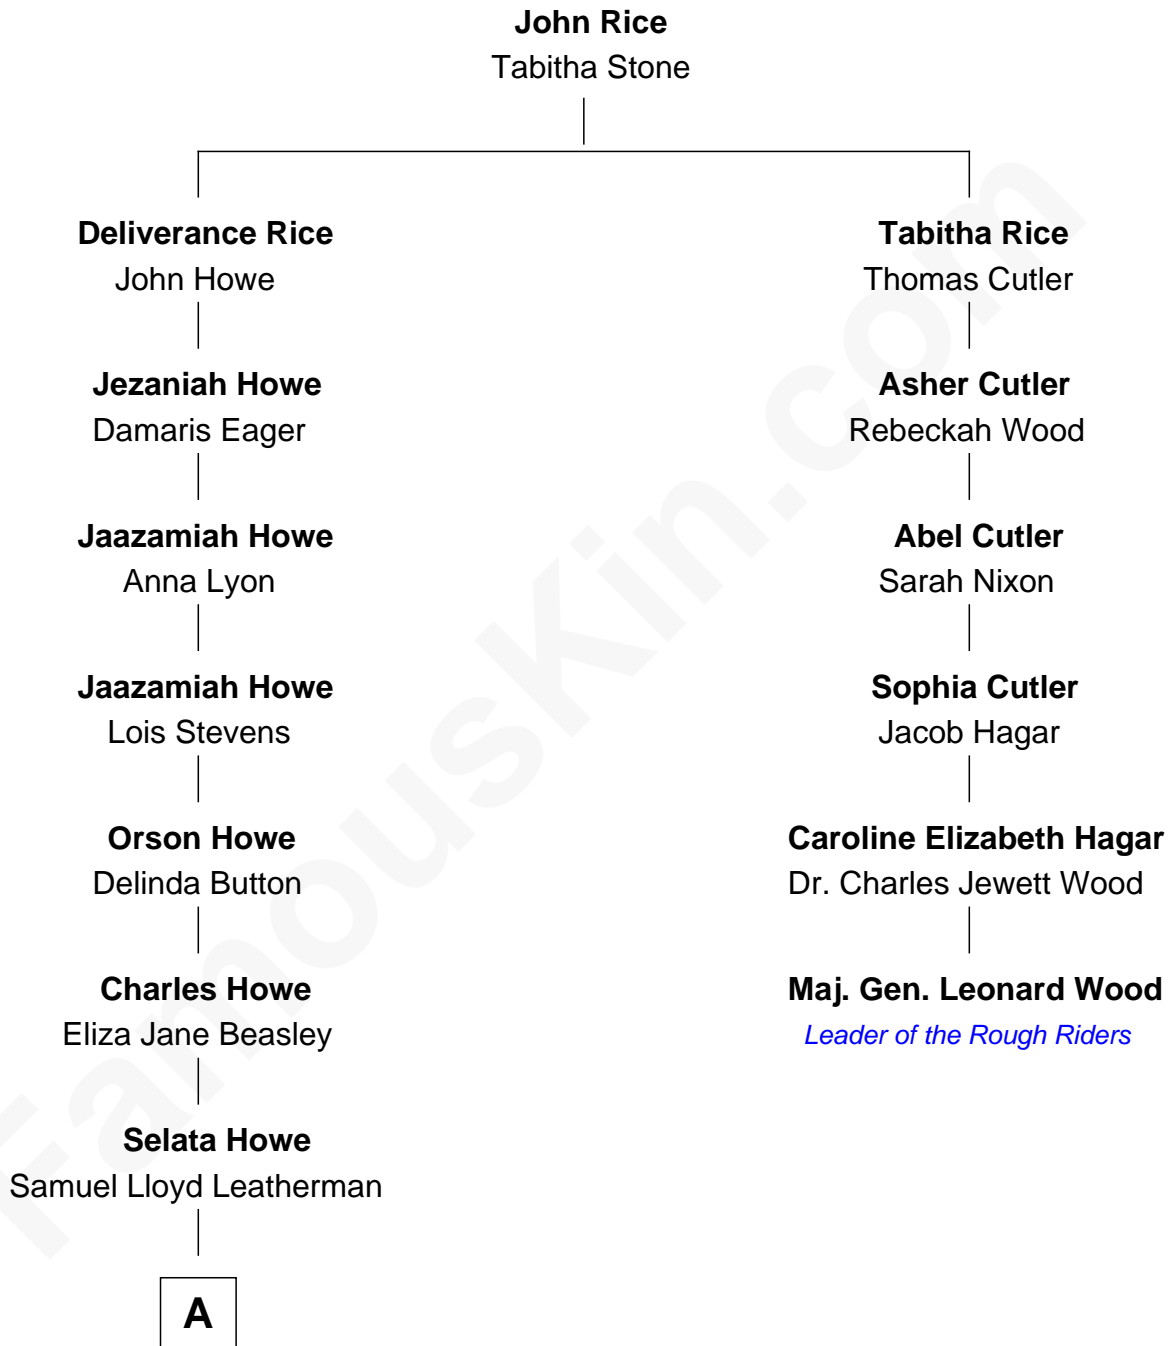 John Rice
Tabitha Stone
Deliverance Rice
John Howe
Tabitha Rice
Thomas Cutler
Jezaniah Howe
Damaris Eager
Asher Cutler
Rebeckah Wood
Jaazamiah Howe
Anna Lyon
Abel Cutler
Sarah Nixon
Jaazamiah Howe
Lois Stevens
Sophia Cutler
Jacob Hagar
Orson Howe
Delinda Button
Caroline Elizabeth Hagar
Dr. Charles Jewett Wood
Charles Howe
Eliza Jane Beasley
Maj. Gen. Leonard Wood
Leader of the Rough Riders
Selata Howe
Samuel Lloyd Leatherman
A
FamousKin.com